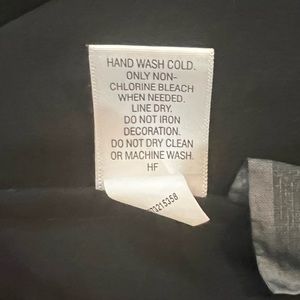 HAND WASH COLD.
ONLY NON-
CHLORINE BLEACH
WHEN NEEDED.
LINE DRY.
DO NOT IRON
DECORATION.
DO NOT DRY CLEAN
OR MACHINE WASH.
HF